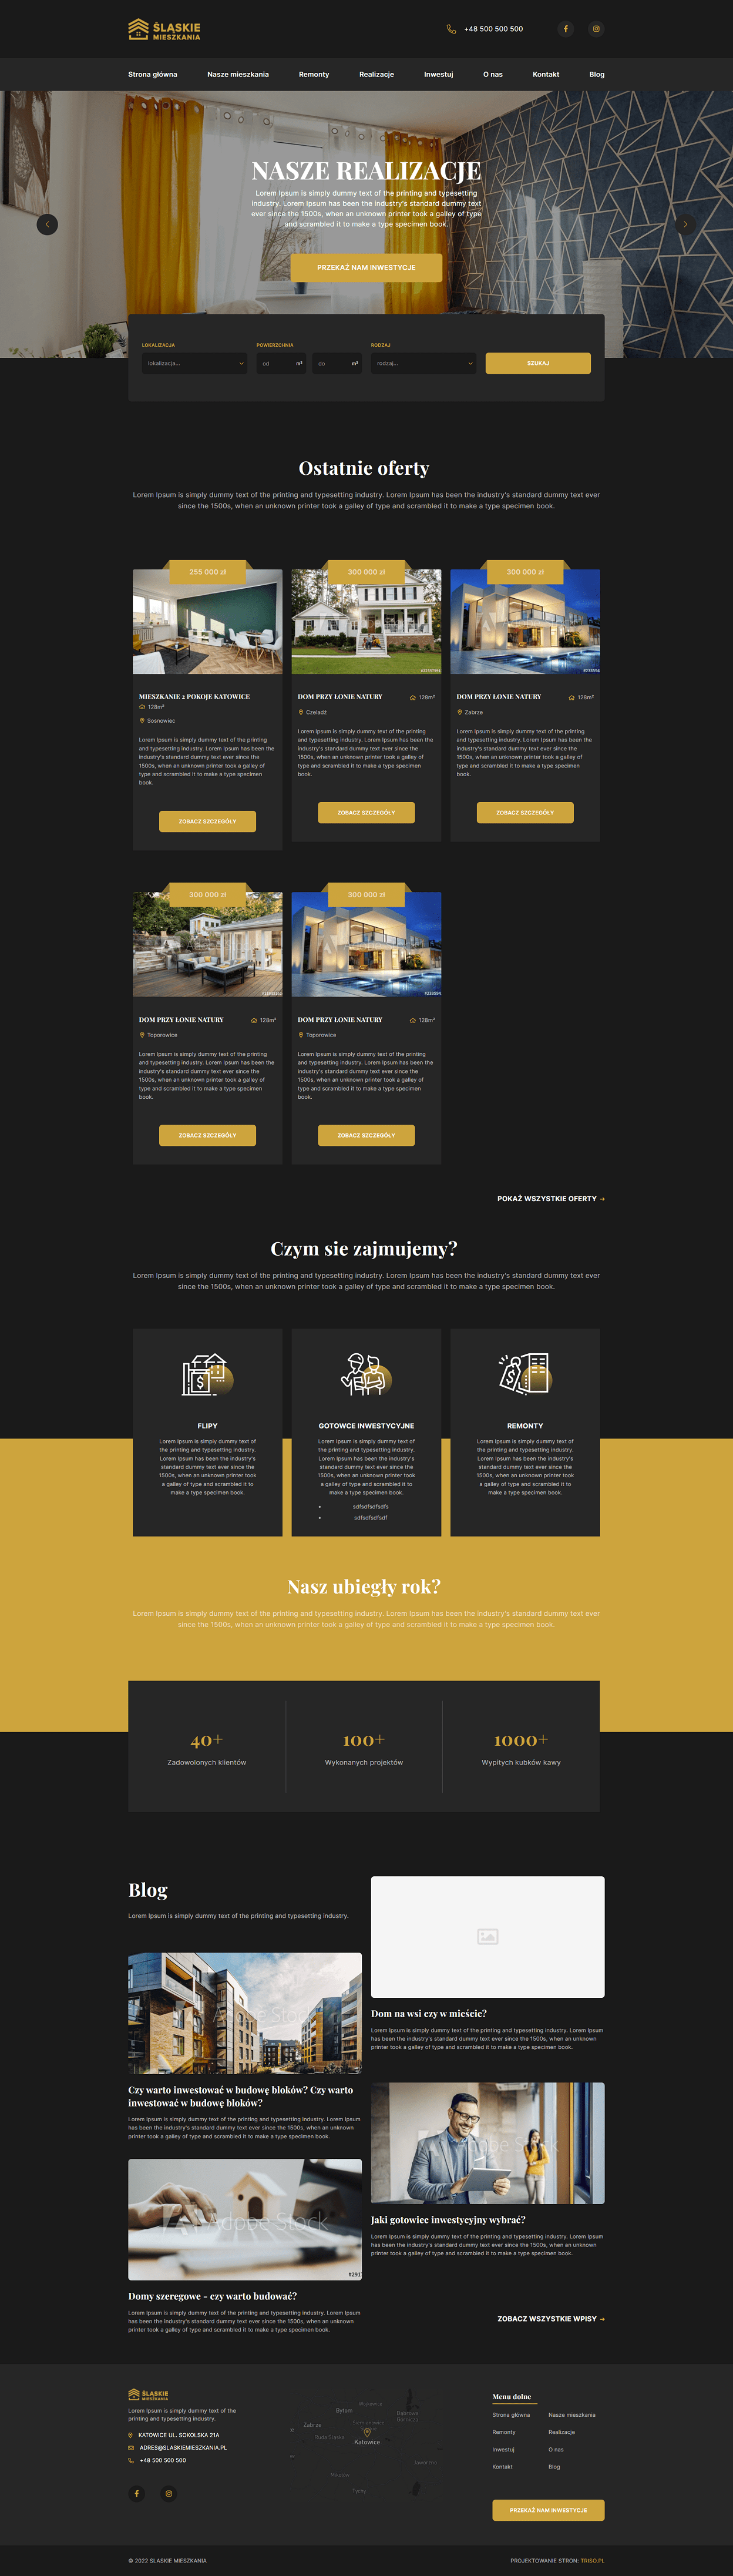 ŚLASKIE
MIESZKANIA
+48 500 500 500
Strona główna Nasze mieszkania Remonty Realizacje Inwestuj O nas Kontakt Blog
NASZE REALIZACJE
Lorem Ipsum is simply dummy text of the printing and typesetting
industry. Lorem Ipsum has been the industry's standard dummy text
ever since the 1500s, when an unknown printer took a galley of type
and scrambled it to make a type specimen book.
PRZEKAŻ NAM INWESTYCJE
LOKALIZACJA POWIERZCHNIA RODZAJ
lokalizacja... od m² do m² rodzaj... SZUKAJ
Ostatnie oferty
Lorem Ipsum is simply dummy text of the printing and typesetting industry. Lorem Ipsum has been the industry's standard dummy text ever
since the 1500s, when an unknown printer took a galley of type and scrambled it to make a type specimen book.
255 000 zł
MIESZKANIE 2 POKOJE KATOWICE
128m²
Sosnowiec
Lorem Ipsum is simply dummy text of the printing
and typesetting industry. Lorem Ipsum has been the
industry's standard dummy text ever since the
1500s, when an unknown printer took a galley of
type and scrambled it to make a type specimen
book.
ZOBACZ SZCZEGÓŁY
300 000 zł
DOM PRZY ŁONIE NATURY 128m²
Czeladź
Lorem Ipsum is simply dummy text of the printing
and typesetting industry. Lorem Ipsum has been the
industry's standard dummy text ever since the
1500s, when an unknown printer took a galley of
type and scrambled it to make a type specimen
book.
ZOBACZ SZCZEGÓŁY
300 000 zł
DOM PRZY ŁONIE NATURY 128m²
Zabrze
Lorem Ipsum is simply dummy text of the printing
and typesetting industry. Lorem Ipsum has been the
industry's standard dummy text ever since the
1500s, when an unknown printer took a galley of
type and scrambled it to make a type specimen
book.
ZOBACZ SZCZEGÓŁY
300 000 zł
DOM PRZY ŁONIE NATURY 128m²
Toporowice
Lorem Ipsum is simply dummy text of the printing
and typesetting industry. Lorem Ipsum has been the
industry's standard dummy text ever since the
1500s, when an unknown printer took a galley of
type and scrambled it to make a type specimen
book.
ZOBACZ SZCZEGÓŁY
300 000 zł
DOM PRZY ŁONIE NATURY 128m²
Toporowice
Lorem Ipsum is simply dummy text of the printing
and typesetting industry. Lorem Ipsum has been the
industry's standard dummy text ever since the
1500s, when an unknown printer took a galley of
type and scrambled it to make a type specimen
book.
ZOBACZ SZCZEGÓŁY
POKAŻ WSZYSTKIE OFERTY →
Czym sie zajmujemy?
Lorem Ipsum is simply dummy text of the printing and typesetting industry. Lorem Ipsum has been the industry's standard dummy text ever
since the 1500s, when an unknown printer took a galley of type and scrambled it to make a type specimen book.
FLIPY
Lorem Ipsum is simply dummy text of
the printing and typesetting industry.
Lorem Ipsum has been the industry's
standard dummy text ever since the
1500s, when an unknown printer took
a galley of type and scrambled it to
make a type specimen book.
GOTOWCE INWESTYCYJNE
Lorem Ipsum is simply dummy text of
the printing and typesetting industry.
Lorem Ipsum has been the industry's
standard dummy text ever since the
1500s, when an unknown printer took
a galley of type and scrambled it to
make a type specimen book.
• sdfsdfsdfsdfs
• sdfsdfsdfsdf
REMONTY
Lorem Ipsum is simply dummy text of
the printing and typesetting industry.
Lorem Ipsum has been the industry's
standard dummy text ever since the
1500s, when an unknown printer took
a galley of type and scrambled it to
make a type specimen book.
Nasz ubiegły rok?
Lorem Ipsum is simply dummy text of the printing and typesetting industry. Lorem Ipsum has been the industry's standard dummy text ever
since the 1500s, when an unknown printer took a galley of type and scrambled it to make a type specimen book.
40+ 100+ 1000+
Zadowolonych klientów Wykonanych projektów Wypitych kubków kawy
Blog
Lorem Ipsum is simply dummy text of the printing and typesetting industry.
Czy warto inwestować w budowę bloków? Czy warto
inwestować w budowę bloków?
Lorem Ipsum is simply dummy text of the printing and typesetting industry. Lorem Ipsum
has been the industry's standard dummy text ever since the 1500s, when an unknown
printer took a galley of type and scrambled it to make a type specimen book.
Adobe Stock
Domy szeregowe - czy warto budować?
Lorem Ipsum is simply dummy text of the printing and typesetting industry. Lorem Ipsum
has been the industry's standard dummy text ever since the 1500s, when an unknown
printer took a galley of type and scrambled it to make a type specimen book.
Dom na wsi czy w mieście?
Lorem Ipsum is simply dummy text of the printing and typesetting industry. Lorem Ipsum
has been the industry's standard dummy text ever since the 1500s, when an unknown
printer took a galley of type and scrambled it to make a type specimen book.
Jaki gotowiec inwestycyjny wybrać?
Lorem Ipsum is simply dummy text of the printing and typesetting industry. Lorem Ipsum
has been the industry's standard dummy text ever since the 1500s, when an unknown
printer took a galley of type and scrambled it to make a type specimen book.
ZOBACZ WSZYSTKIE WPISY →
ŚLASKIE
MIESZKANIA
Lorem Ipsum is simply dummy text of the
printing and typesetting industry.
KATOWICE UL. SOKOLSKA 21A
ADRES@SLASKIEMIESZKANIA.PL
+48 500 500 500
Bytom
Zabrze
Ruda Śląska
Katowice
Mikołów
Tychy
Menu dolne
Strona główna Nasze mieszkania
Remonty Realizacje
Inwestuj O nas
Kontakt Blog
PRZEKAŻ NAM INWESTYCJE
© 2022 SLASKIE MIESZKANIA PROJEKTOWANIE STRON: TRISO.PL